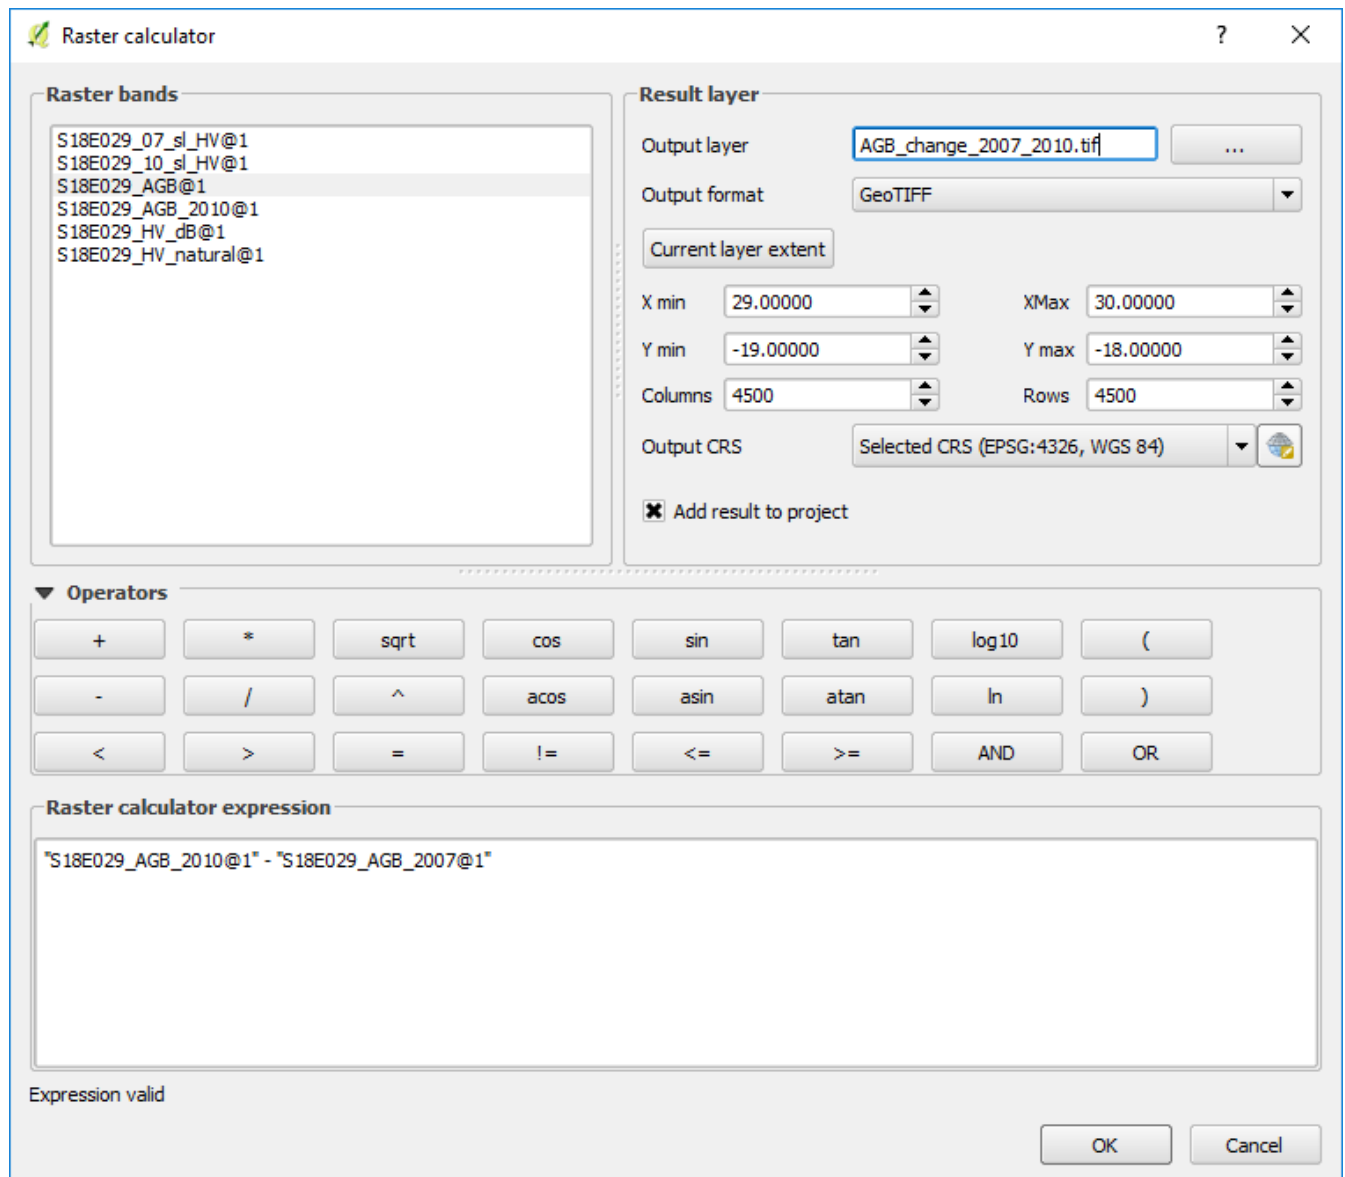 Raster calculator
?
Raster bands
S18E029_07_sl_HV@1
S18E029_10_sl_HV@1
S18E029_AGB@1
S18E029_AGB_2010@1
S18E029_HV_dB@1
S18E029_HV_natural@1
Result layer
Output layer AGB_change_2007_2010.tif ...
Output format GeoTIFF
Current layer extent
X min 29.00000 XMax 30.00000
Y min -19.00000 Y max -18.00000
Columns 4500 Rows 4500
Output CRS Selected CRS (EPSG:4326, WGS 84)
Add result to project
Operators
+ * sqrt cos sin tan log10 (
- / ^ acos asin atan ln )
< > = != <= >= AND OR
Raster calculator expression
"S18E029_AGB_2010@1" - "S18E029_AGB_2007@1"
Expression valid
OK Cancel